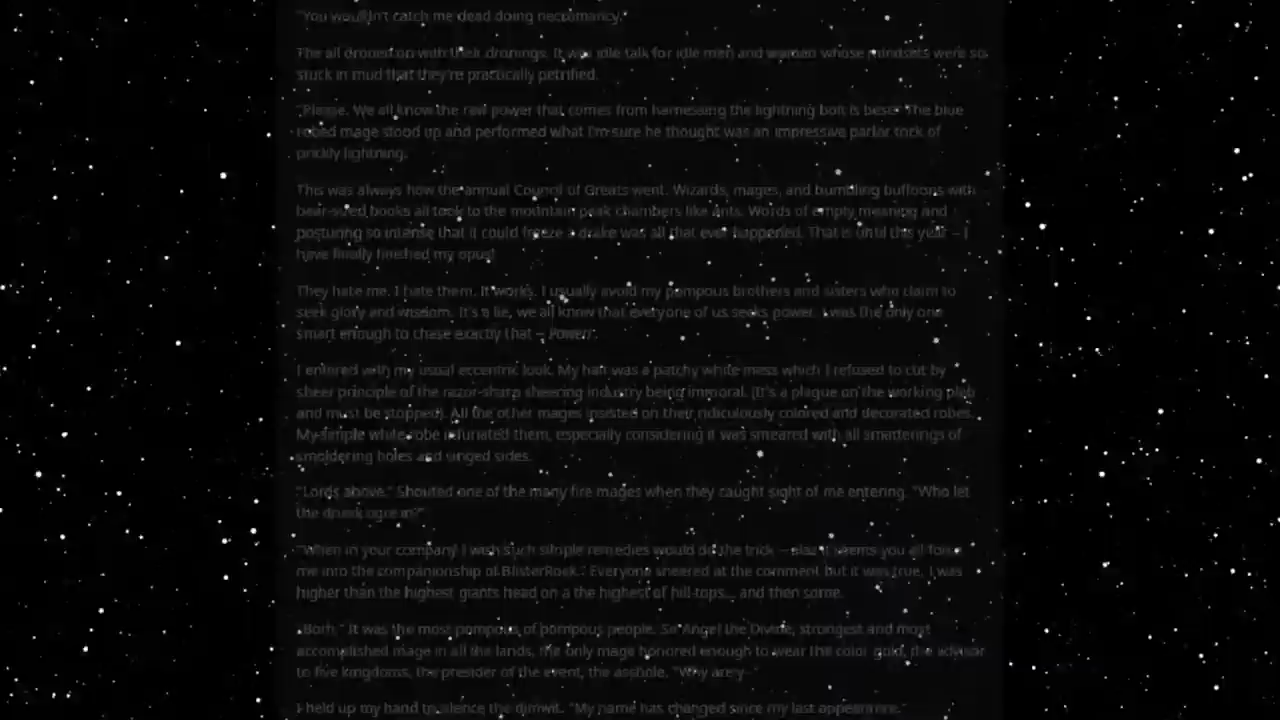 "You wouldn't catch me dead doing necromancy."
The all droned on with their dronings. It was idle talk for idle men and women whose mindsets were so
stuck in mud that they're practically petrified.
"Please. We all know the real power that comes from harnessing the lightning bolt is best." The blue
robed mage stood up and performed what I'm sure he thought was an impressive parlor trick of
prickly lightning.
This was always how the annual Council of Greats went. Wizards, mages, and bumbling buffoons with
bear-sized books all took to the mountain peak chambers like ants. Words of empty meaning and
posturing so intense that it could freeze a drake was all that ever happened. That is until this year – I
have finally finished my opus!
They hate me. I hate them. It works. I usually avoid my pompous brothers and sisters who claim to
seek glory and wisdom. It's a lie, we all know that everyone of us seeks power. I was the only one
smart enough to chase exactly that – Power.
I entered with my usual eccentric look. My hair was a patchy white mess which I refused to cut by
sheer principle of the razor-sharp sheering industry being immoral. (It's a plague on the working pleb
and must be stopped). All the other mages insisted on their ridiculously colored and decorated robes.
My simple white robe infuriated them, especially considering it was smeared with all smatterings of
smoldering holes and singed sides.
"Lords above." Shouted one of the many fire mages when they caught sight of me entering. "Who let
the drunk ogre in?"
"When in your company I wish such simple remedies would do the trick – alas it seems you all force
me into the companionship of BlisterRock." Everyone sneered at the comment but it was true, I was
higher than the highest giants head on a the highest of hill-tops... and then some.
"Borh." It was the most pompous of pompous people. Sir Angel the Divine, strongest and most
accomplished mage in all the lands, the only mage honored enough to wear the color gold, the advisor
to five kingdoms, the presider of the event, the asshole. "Why are y-"
I held up my hand to silence the dimwit. "My name has changed since my last appearance."